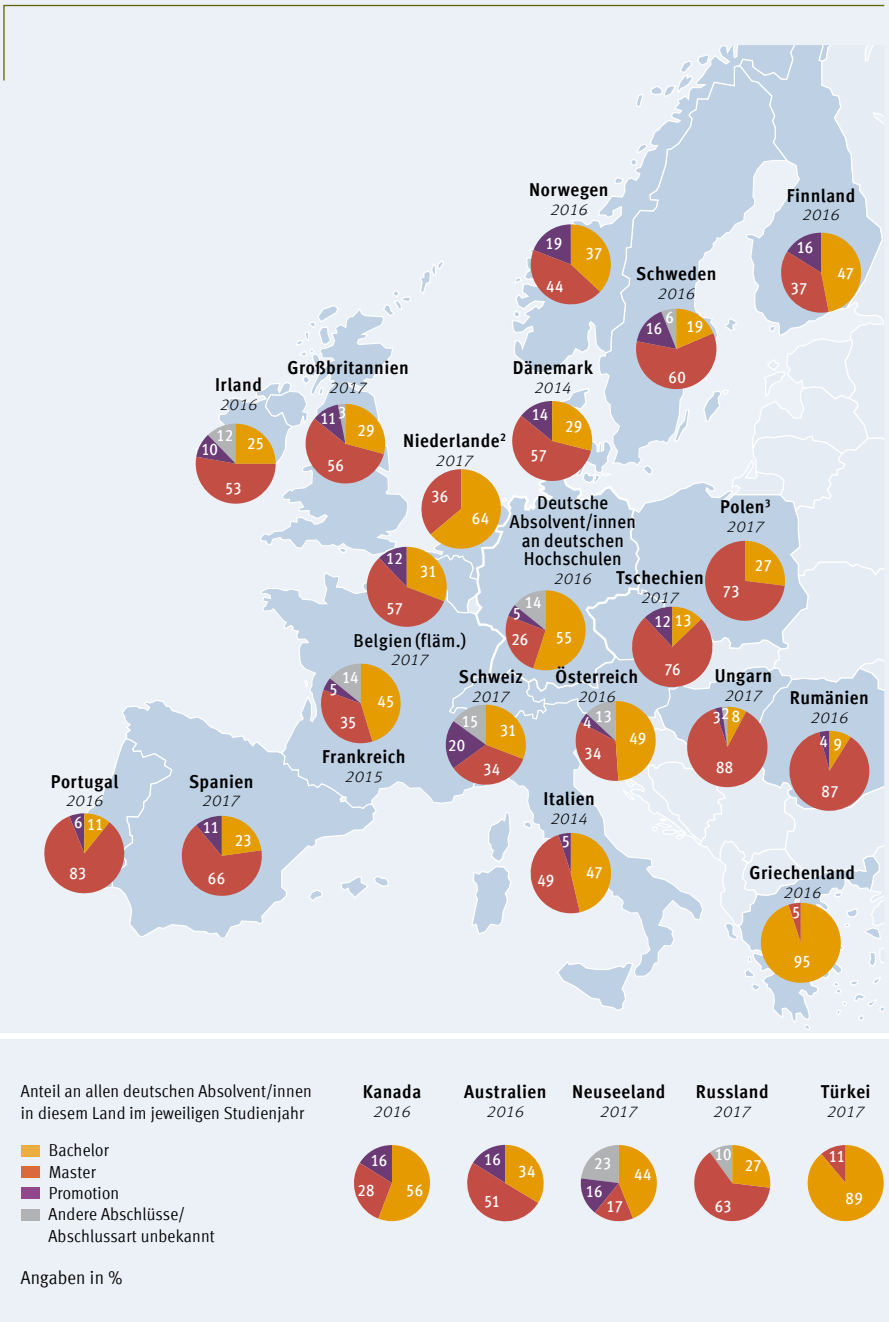 Norwegen
2016
19
37
44
Finnland
2016
16
47
37
Schweden
2016
6
16
19
60
Irland
2016
12
25
10
53
Großbritannien
2017
3
11
29
56
Dänemark
2014
14
29
57
Niederlande²
2017
36
64
Deutsche
Absolvent/innen
an deutschen
Hochschulen
2016
14
5
26
55
Polen³
2017
27
73
12
31
57
Belgien (fläm.)
2017
Tschechien
2017
12
13
76
14
5
45
35
Frankreich
2015
Schweiz
2017
15
31
20
34
Österreich
2016
13
4
49
34
Ungarn
2017
3
2
8
88
Rumänien
2016
4
9
87
Portugal
2016
6
11
83
Spanien
2017
11
23
66
Italien
2014
5
47
49
Griechenland
2016
5
95
Anteil an allen deutschen Absolvent/innen
in diesem Land im jeweiligen Studienjahr
Bachelor
Master
Promotion
Andere Abschlüsse/
Abschlussart unbekannt
Angaben in %
Kanada
2016
16
28
56
Australien
2016
16
34
51
Neuseeland
2017
23
44
16
17
Russland
2017
10
27
63
Türkei
2017
11
89